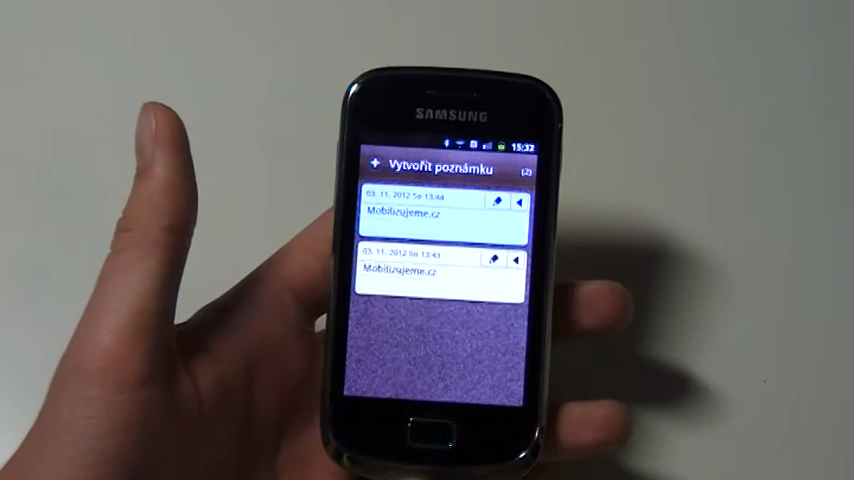 SAMSUNG
15:32
Vytvořit poznámku
03. 11. 2012 So 13:44
Mobilizujeme.cz
03. 11. 2012 So 13:43
Mobilizujeme.cz